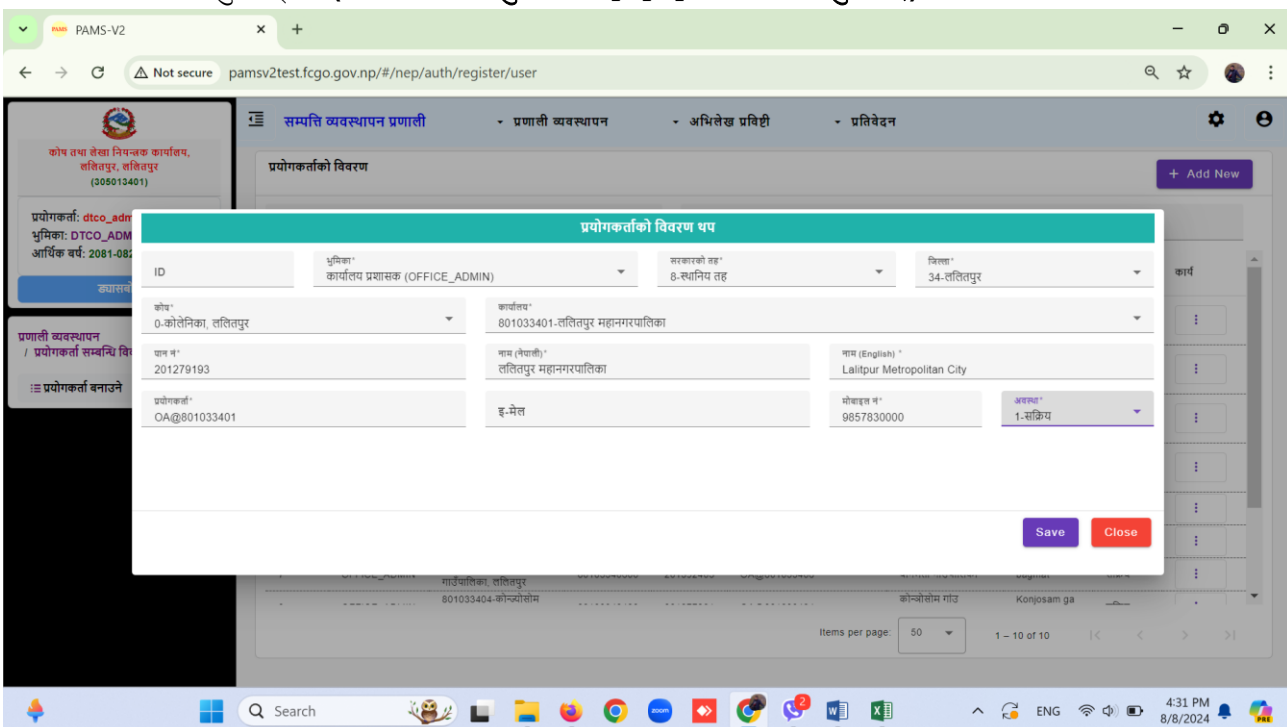 PAMS-V2
Not secure pamsv2test.fcgo.gov.np/#/nep/auth/register/user
सम्पत्ति व्यवस्थापन प्रणाली प्रणाली व्यवस्थापन अभिलेख प्रविष्टी प्रतिवेदन
कोष तथा लेखा नियन्त्रक कार्यालय,
ललितपुर, ललितपुर
(305013401)
प्रयोगकर्ताको विवरण
+ Add New
प्रयोगकर्ता: dtco_adm
भुमिका: DTCO_ADM
आर्थिक बर्ष: 2081-082
ड्यासबो
प्रणाली व्यवस्थापन
/ प्रयोगकर्ता सम्बन्धि वि
प्रयोगकर्ता बनाउने
प्रयोगकर्ताको विवरण थप
कार्य
ID
भुमिका*
कार्यालय प्रशासक (OFFICE_ADMIN)
सरकारको तह*
8-स्थानिय तह
जिल्ला*
34-ललितपुर
कोष*
0-कोलेनिका, ललितपुर
कार्यालय*
801033401-ललितपुर महानगरपालिका
पान नं*
201279193
नाम (नेपाली)*
ललितपुर महानगरपालिका
नाम (English) *
Lalitpur Metropolitan City
प्रयोगकर्ता*
OA@801033401
इ-मेल
मोबाइल नं*
9857830000
अवस्था*
1-सक्रिय
Save Close
गाउँपालिका, ललितपुर
801033404-कोन्ज्योसोम
कोन्जोसोम गाउ Konjosam ga
Items per page: 50 1 – 10 of 10
Search
zoom
2
ENG
4:31 PM
8/8/2024